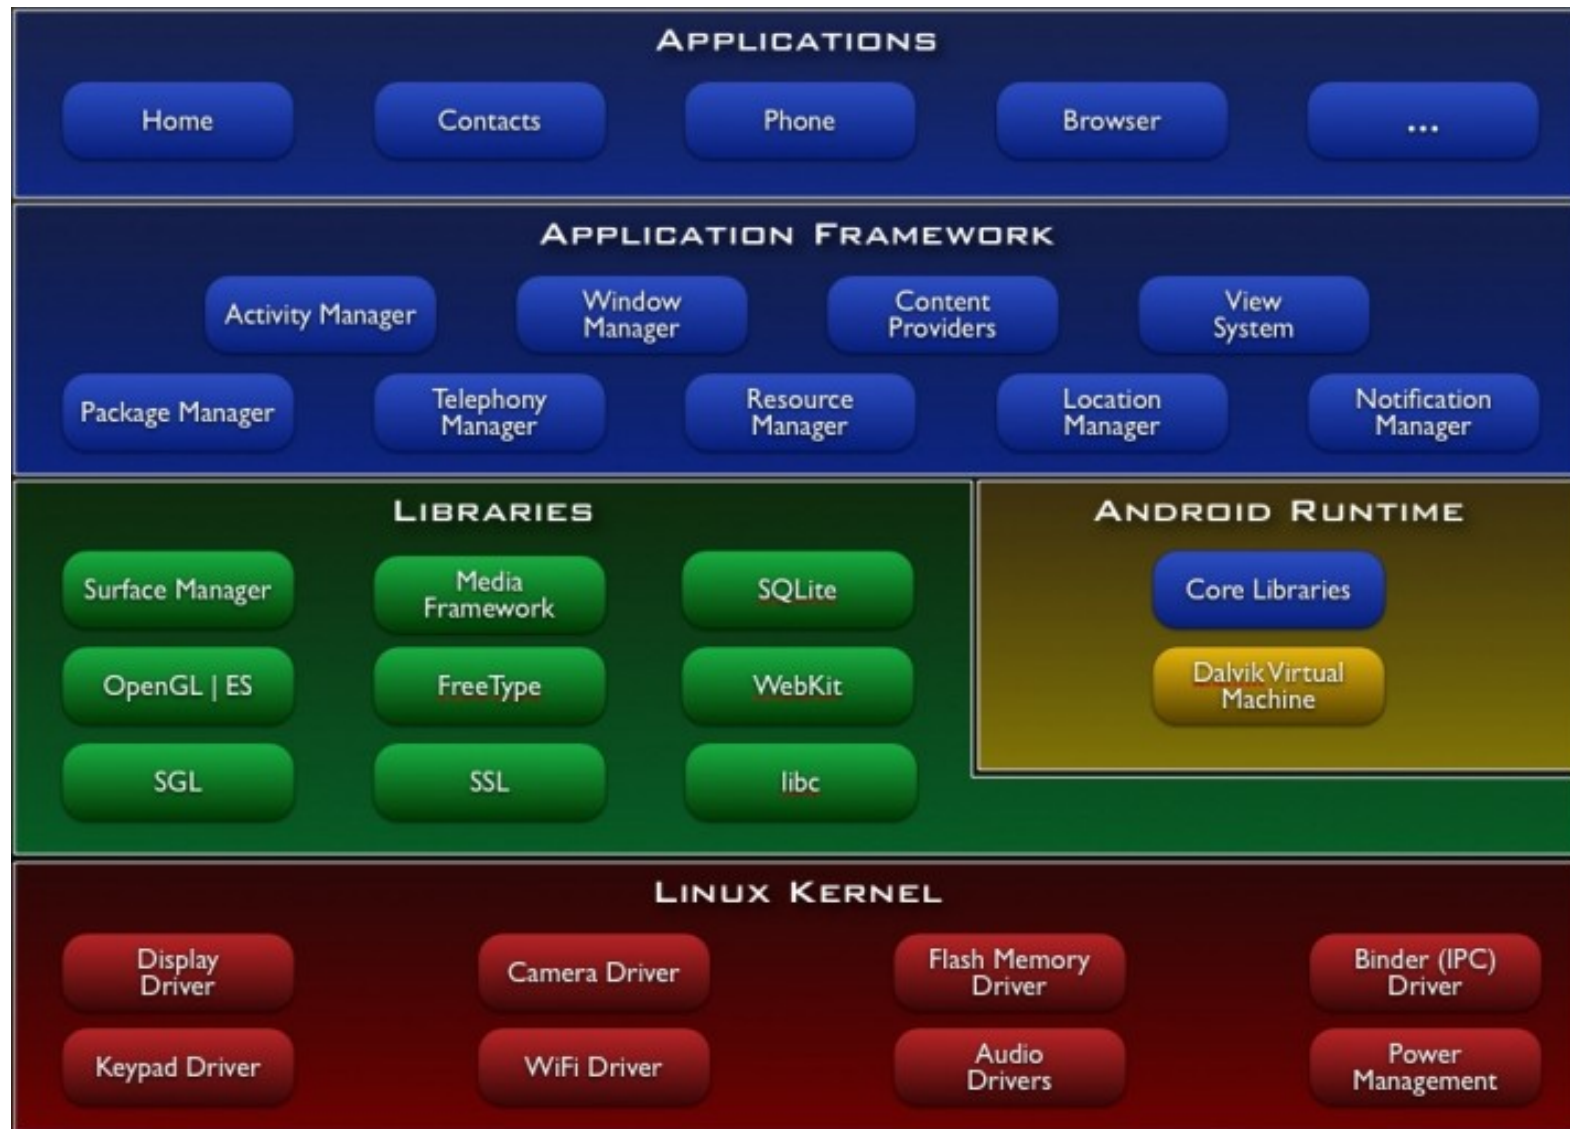 APPLICATIONS
Home
Contacts
Phone
Browser
...
APPLICATION FRAMEWORK
Activity Manager
Window
Manager
Content
Providers
View
System
Package Manager
Telephony
Manager
Resource
Manager
Location
Manager
Notification
Manager
LIBRARIES
Surface Manager
Media
Framework
SQLite
OpenGL | ES
FreeType
WebKit
SGL
SSL
libc
ANDROID RUNTIME
Core Libraries
Dalvik Virtual
Machine
LINUX KERNEL
Display
Driver
Camera Driver
Flash Memory
Driver
Binder (IPC)
Driver
Keypad Driver
WiFi Driver
Audio
Drivers
Power
Management